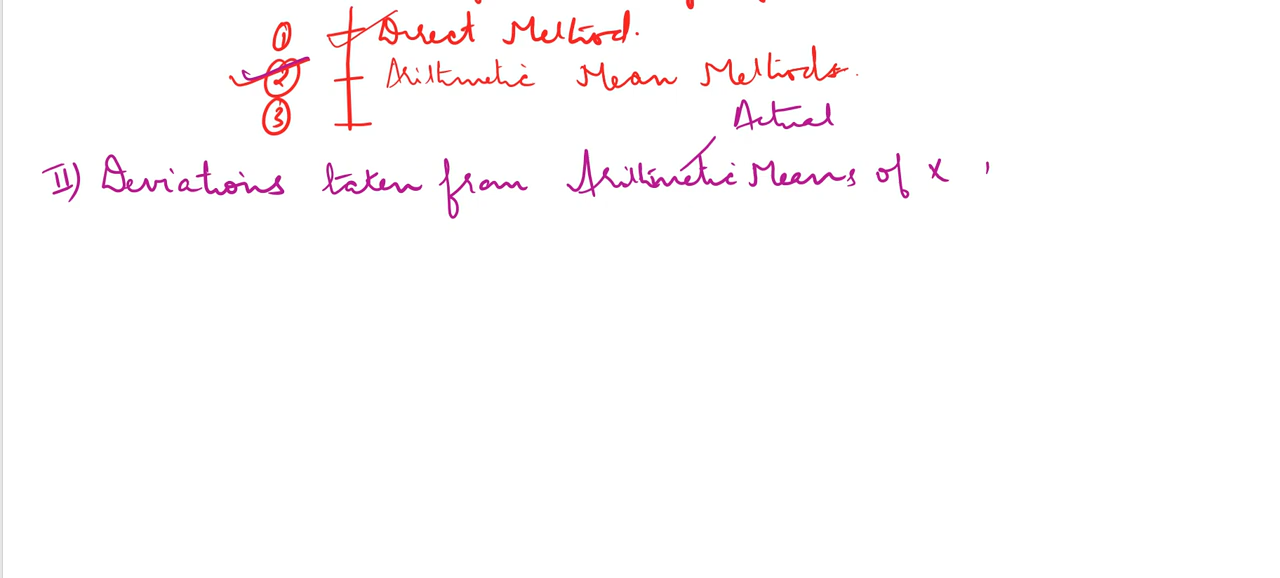 ① Direct Method.
② Arithmetic Mean Methods.
③
Actual
II) Deviations taken from Arithmetic Means of X